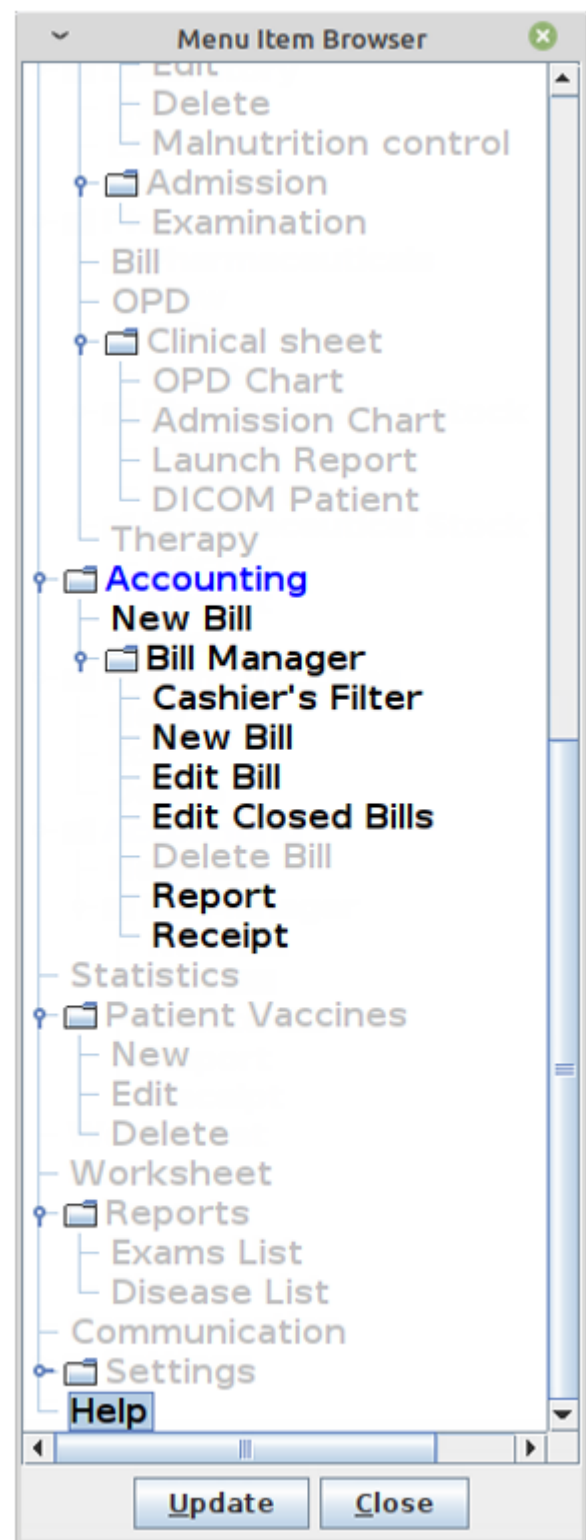 Menu Item Browser
Edit
Delete
Malnutrition control
Admission
Examination
Bill
OPD
Clinical sheet
OPD Chart
Admission Chart
Launch Report
DICOM Patient
Therapy
Accounting
New Bill
Bill Manager
Cashier's Filter
New Bill
Edit Bill
Edit Closed Bills
Delete Bill
Report
Receipt
Statistics
Patient Vaccines
New
Edit
Delete
Worksheet
Reports
Exams List
Disease List
Communication
Settings
Help
Update Close